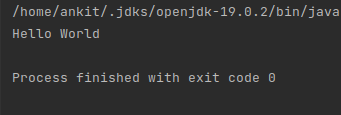 /home/ankit/.jdks/openjdk-19.0.2/bin/java
Hello World
Process finished with exit code 0